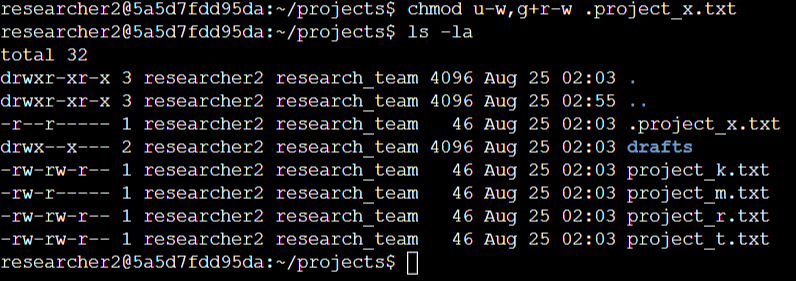 researcher2@5a5d7fdd95da:~/projects$ chmod u-w,g+r-w .project_x.txt
researcher2@5a5d7fdd95da:~/projects$ ls -la
total 32
drwxr-xr-x 3 researcher2 research_team 4096 Aug 25 02:03 .
drwxr-xr-x 3 researcher2 research_team 4096 Aug 25 02:55 ..
-r--r----- 1 researcher2 research_team   46 Aug 25 02:03 .project_x.txt
drwx--x--- 2 researcher2 research_team 4096 Aug 25 02:03 drafts
-rw-rw-r-- 1 researcher2 research_team   46 Aug 25 02:03 project_k.txt
-rw-r----- 1 researcher2 research_team   46 Aug 25 02:03 project_m.txt
-rw-rw-r-- 1 researcher2 research_team   46 Aug 25 02:03 project_r.txt
-rw-rw-r-- 1 researcher2 research_team   46 Aug 25 02:03 project_t.txt
researcher2@5a5d7fdd95da:~/projects$